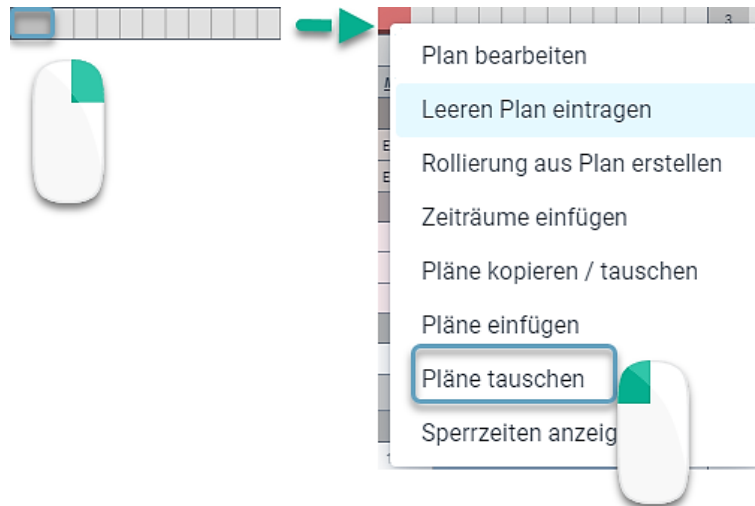 3
Plan bearbeiten
Leeren Plan eintragen
Rollierung aus Plan erstellen
Zeiträume einfügen
Pläne kopieren / tauschen
Pläne einfügen
Pläne tauschen
Sperrzeiten anzeig